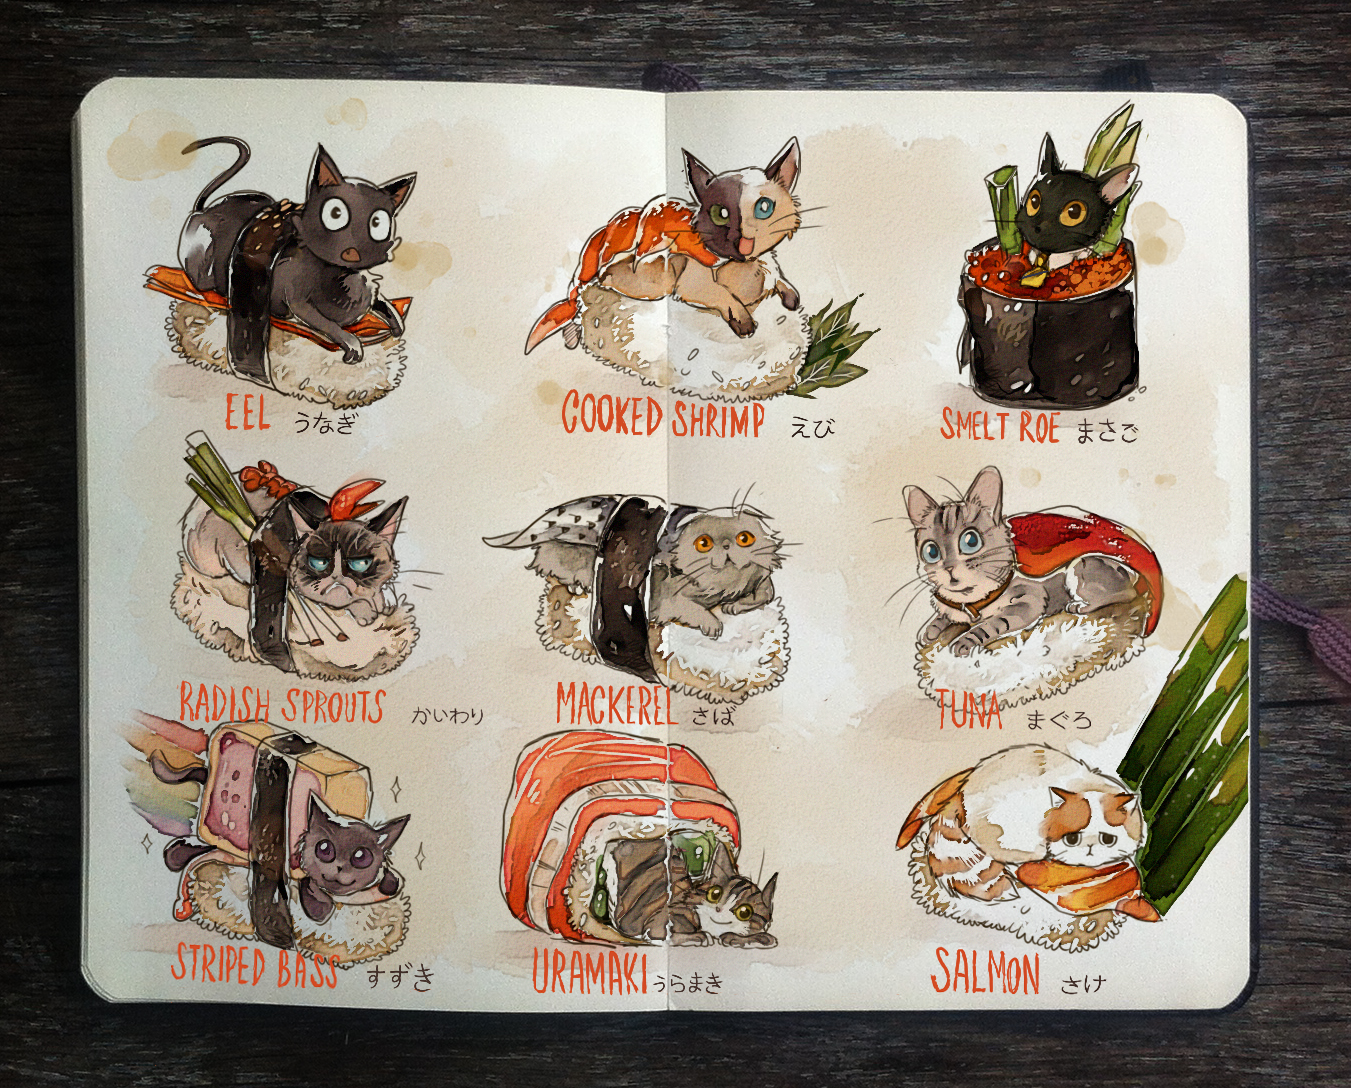 EEL うなぎ
COOKED SHRIMP えび
SMELT ROE まさご
RADISH SPROUTS かいわり
MACKEREL さば
TUNA まぐろ
STRIPED BASS すずき
URAMAKI うらまき
SALMON さけ